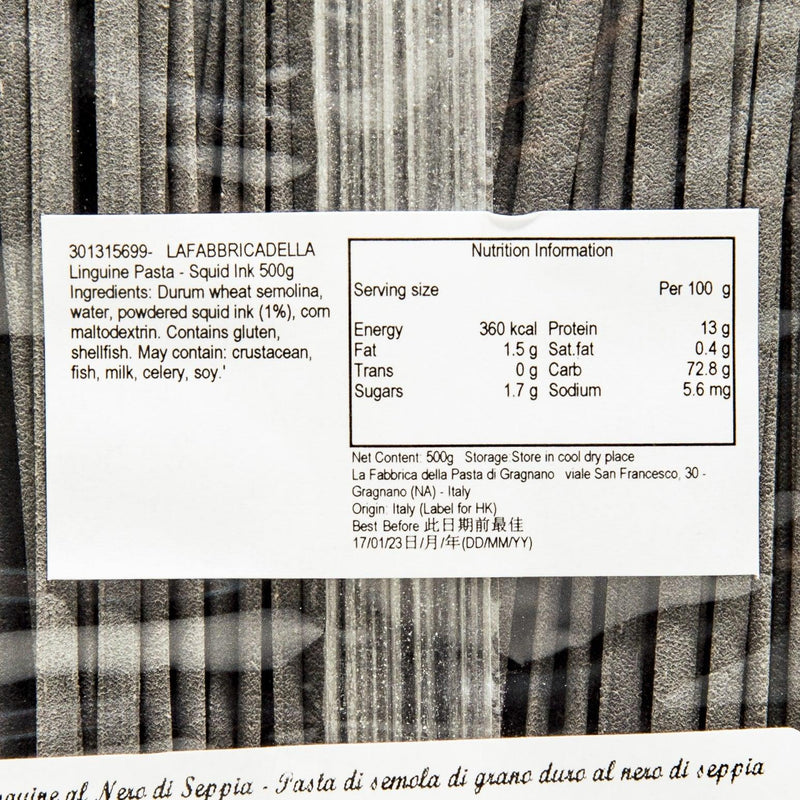 301315699- LAFABBRICADELLA
Linguine Pasta - Squid Ink 500g
Ingredients: Durum wheat semolina,
water, powdered squid ink (1%), corn
maltodextrin. Contains gluten,
shellfish. May contain: crustacean,
fish, milk, celery, soy.'
Nutrition Information
Serving size Per 100 g
Energy 360 kcal Protein 13 g
Fat 1.5 g Sat.fat 0.4 g
Trans 0 g Carb 72.8 g
Sugars 1.7 g Sodium 5.6 mg
Net Content: 500g Storage Store in cool dry place
La Fabbrica della Pasta di Gragnano viale San Francesco, 30 -
Gragnano (NA) - Italy
Origin: Italy (Label for HK)
Best Before 此日期前最佳
17/01/23日/月/年(DD/MM/YY)
al Nero di Seppia - Pasta di semola di grano duro al nero di seppia